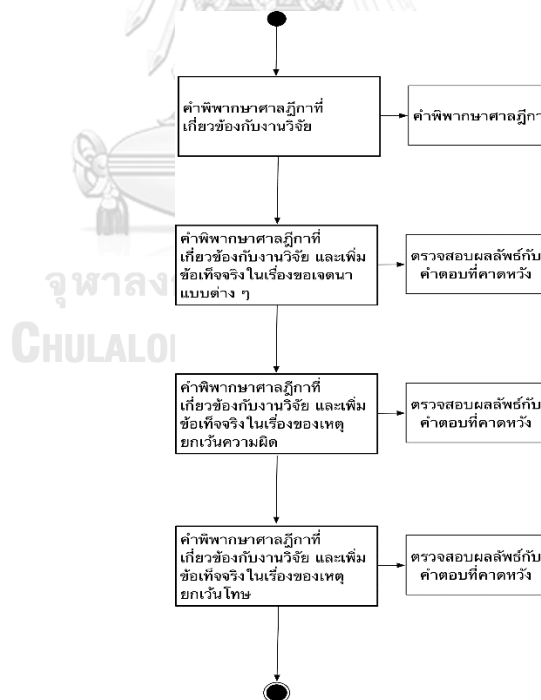 คำพิพากษาศาลฎีกาที่
เกี่ยวข้องกับงานวิจัย
คำพิพากษาศาลฎีกา
คำพิพากษาศาลฎีกาที่
เกี่ยวข้องกับงานวิจัย และเพิ่ม
ข้อเท็จจริงในเรื่องขอเจตนา
แบบต่าง ๆ
ตรวจสอบผลลัพธ์กับ
คำตอบที่คาดหวัง
จุฬาลง
CHULALO
คำพิพากษาศาลฎีกาที่
เกี่ยวข้องกับงานวิจัย และเพิ่ม
ข้อเท็จจริงในเรื่องของเหตุ
ยกเว้นความผิด
ตรวจสอบผลลัพธ์กับ
คำตอบที่คาดหวัง
คำพิพากษาศาลฎีกาที่
เกี่ยวข้องกับงานวิจัย และเพิ่ม
ข้อเท็จจริงในเรื่องของเหตุ
ยกเว้นโทษ
ตรวจสอบผลลัพธ์กับ
คำตอบที่คาดหวัง